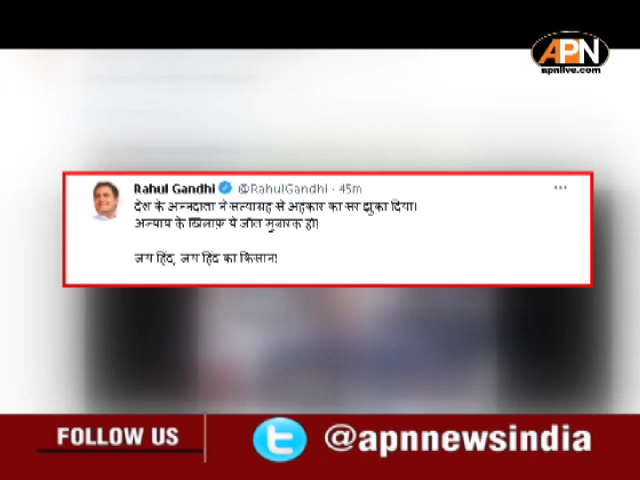 APN
apnlive.com
Rahul Gandhi @RahulGandhi · 45m
देश के अन्नदाता ने सत्याग्रह से अहंकार का सर झुका दिया।
अन्याय के खिलाफ़ ये जीत मुबारक हो!
जय हिंद, जय हिंद का किसान!
FOLLOW US
@apnnewsindia